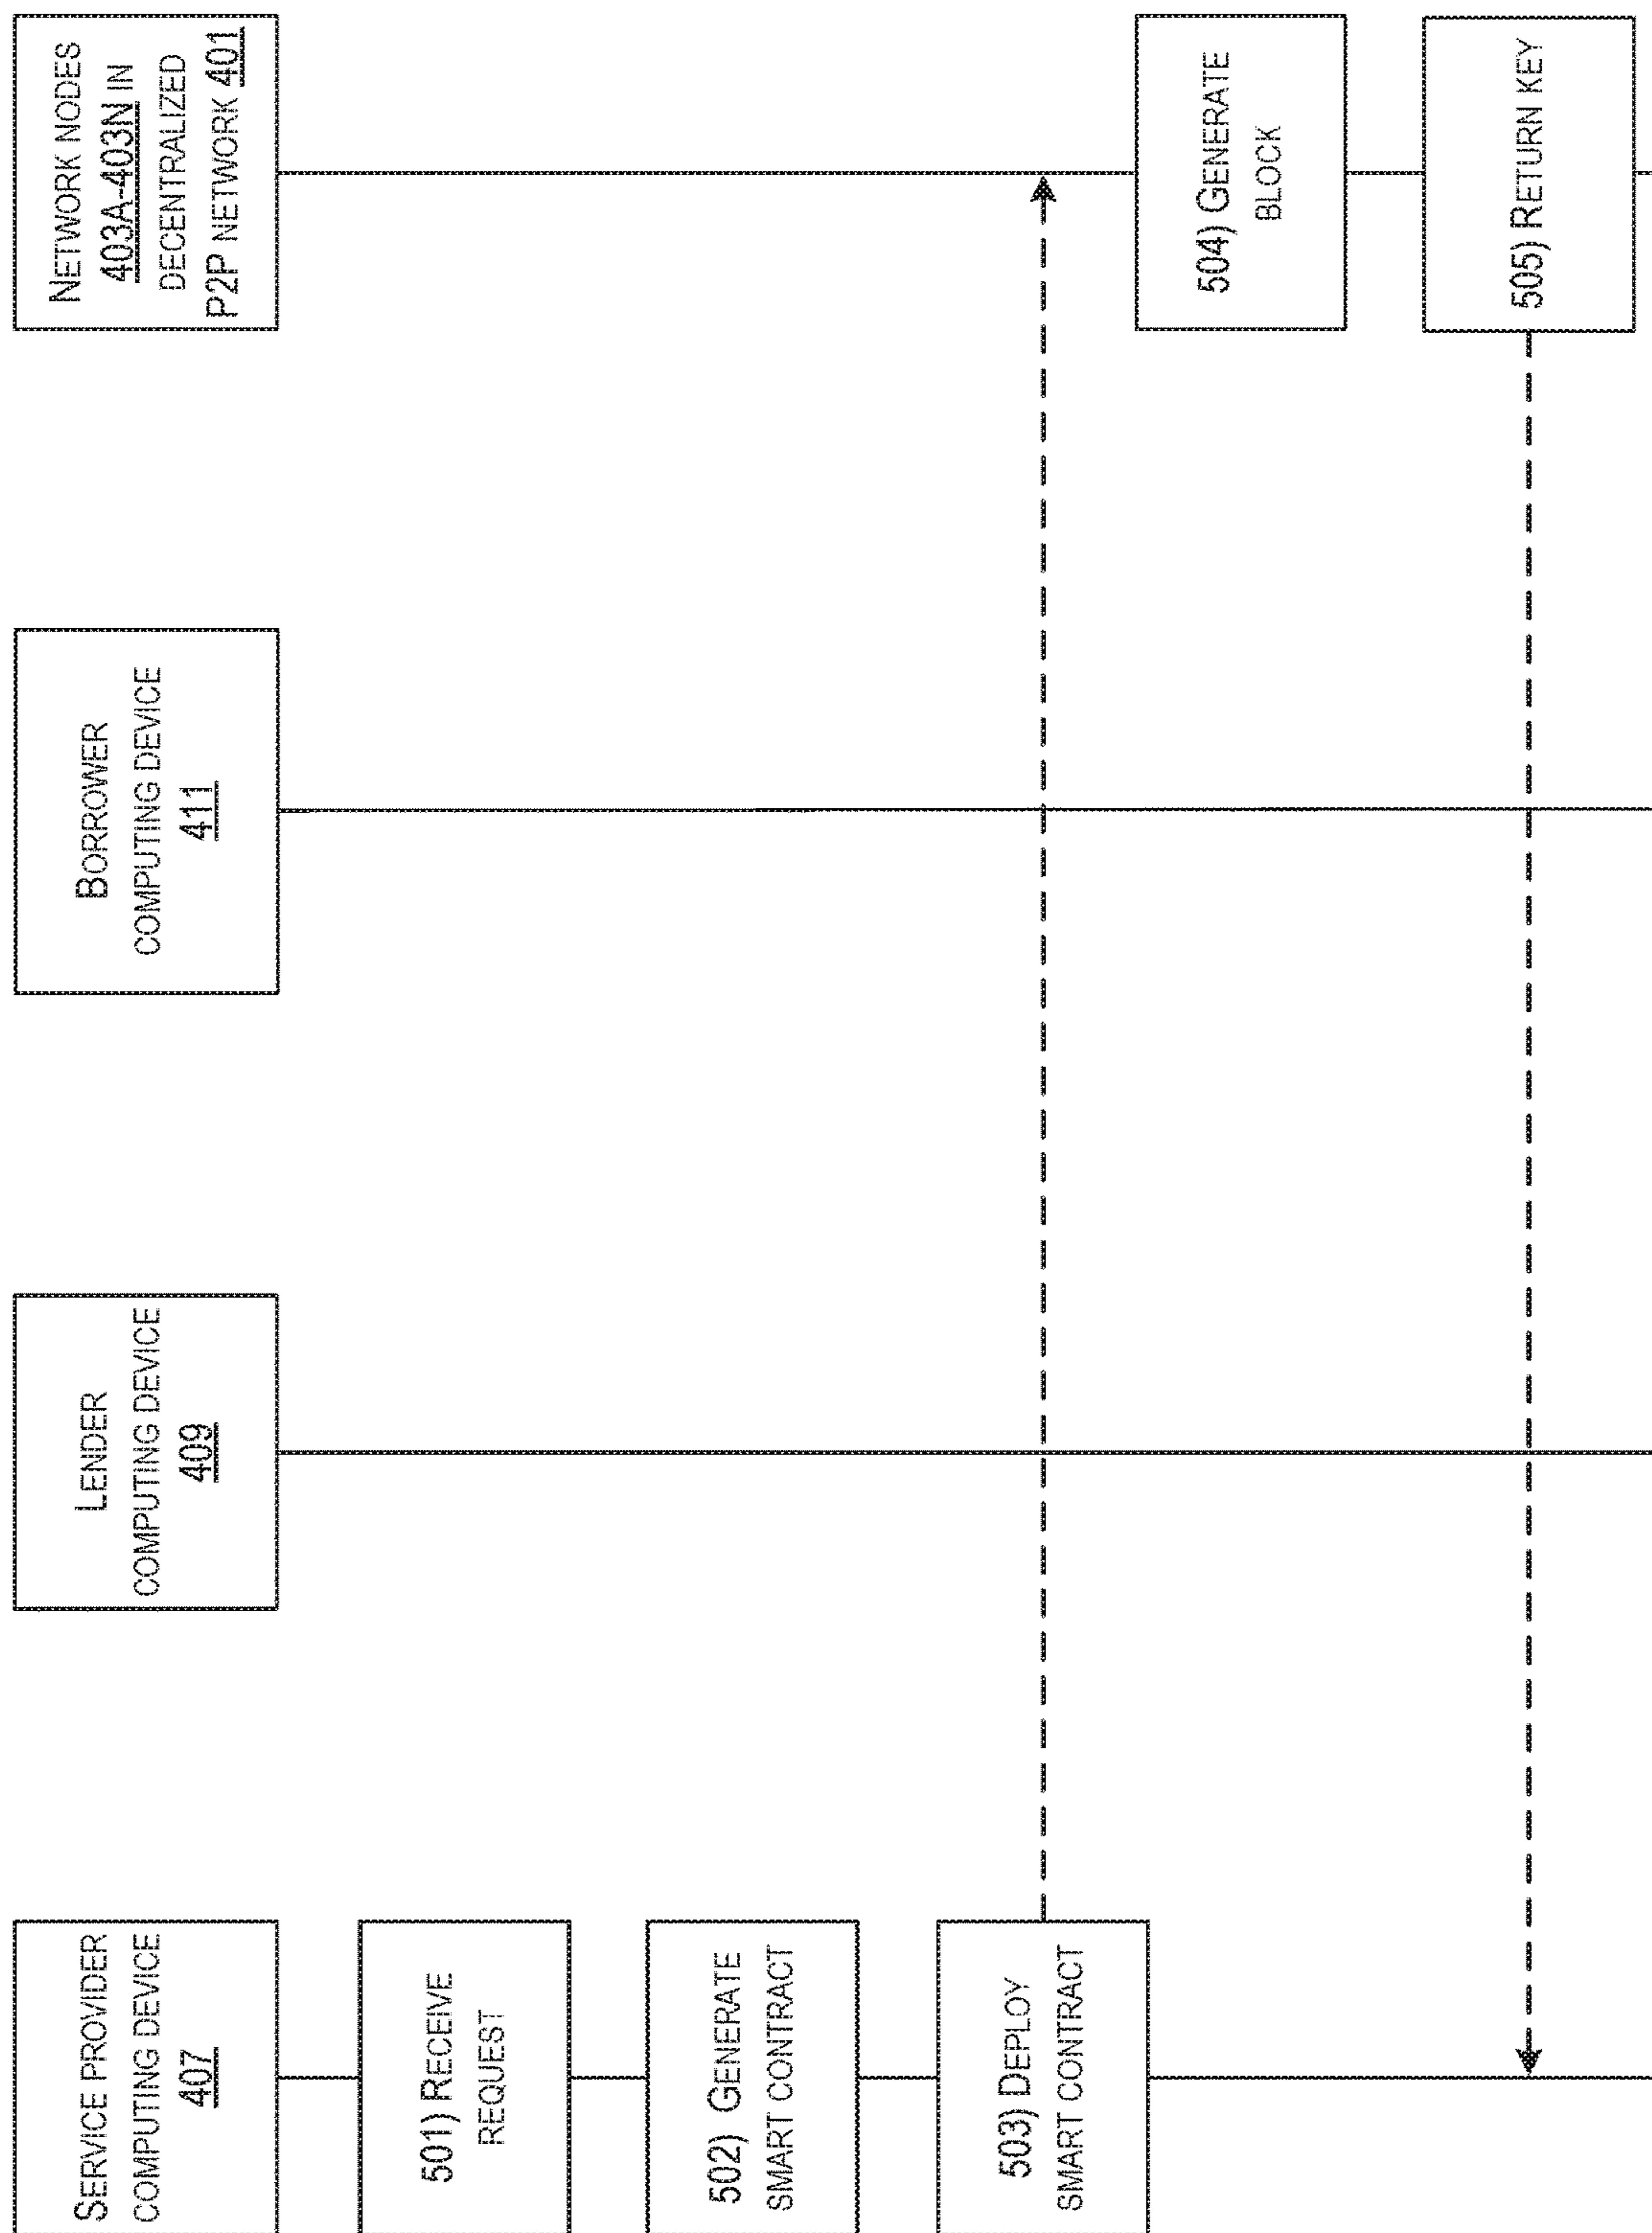 SERVICE PROVIDER
COMPUTING DEVICE
407
LENDER
COMPUTING DEVICE
409
BORROWER
COMPUTING DEVICE
411
NETWORK NODES
403A-403N IN
DECENTRALIZED
P2P NETWORK 401
501) RECEIVE
REQUEST
502) GENERATE
SMART CONTRACT
503) DEPLOY
SMART CONTRACT
504) GENERATE
BLOCK
505) RETURN KEY